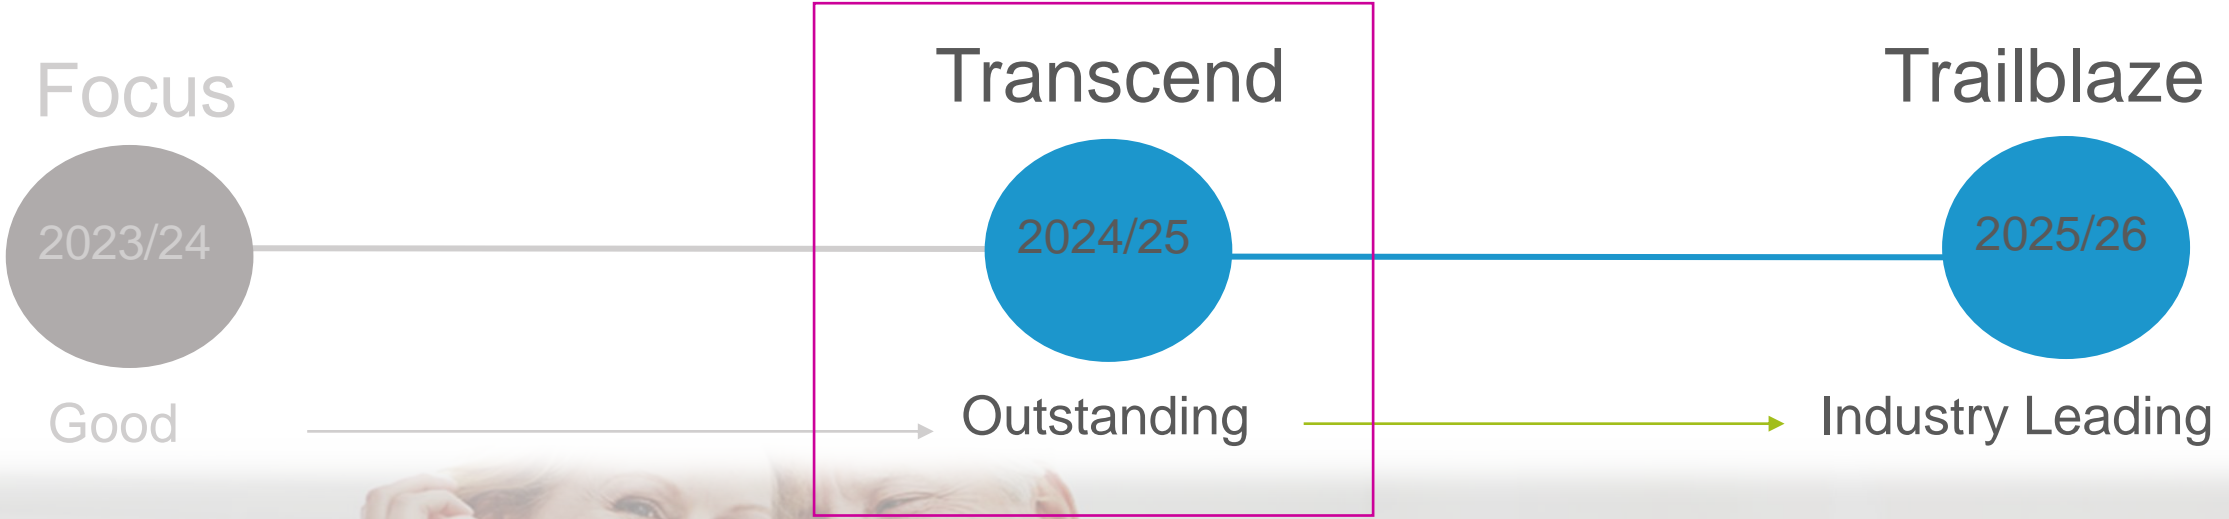 Focus
Transcend
Trailblaze
2023/24
2024/25
2025/26
Good
Outstanding
Industry Leading